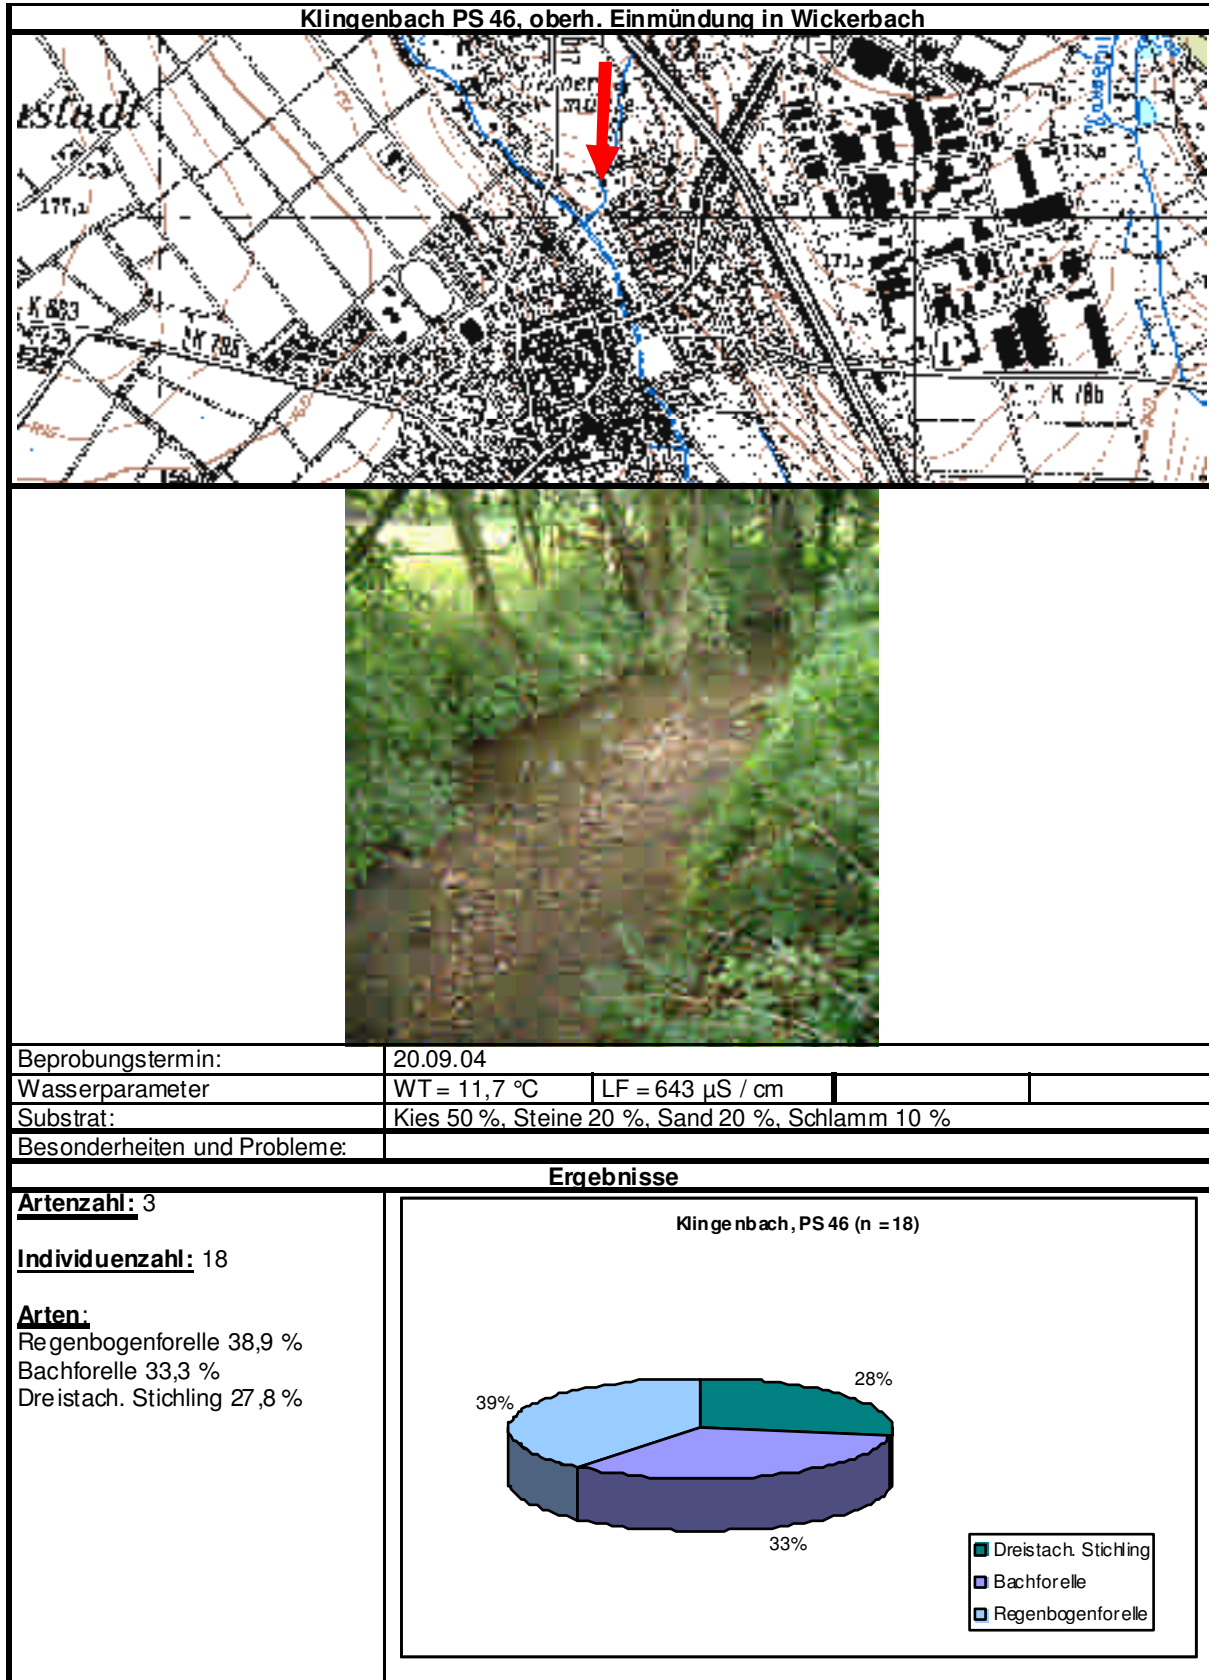 Klingenbach PS 46, oberh. Einmündung in Wickerbach
177,1
K 663
K 785
K 78b
Beprobungstermin: 20.09.04
Wasserparameter WT = 11,7 °C LF = 643 µS / cm
Substrat: Kies 50 %, Steine 20 %, Sand 20 %, Schlamm 10 %
Besonderheiten und Probleme:
Ergebnisse
Artenzahl: 3
Individuenzahl: 18
Arten:
Regenbogenforelle 38,9 %
Bachforelle 33,3 %
Dreistach. Stichling 27,8 %
Klingenbach, PS 46 (n = 18)
28%
39%
33%
Dreistach. Stichling
Bachforelle
Regenbogenforelle